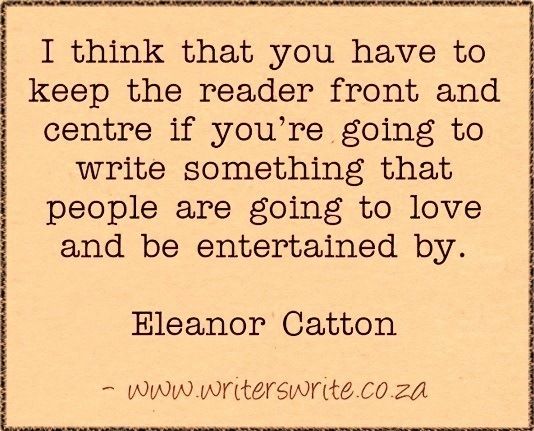 I think that you have to
keep the reader front and
centre if you're going to
write something that
people are going to love
and be entertained by.
Eleanor Catton
- www.writerswrite.co.za